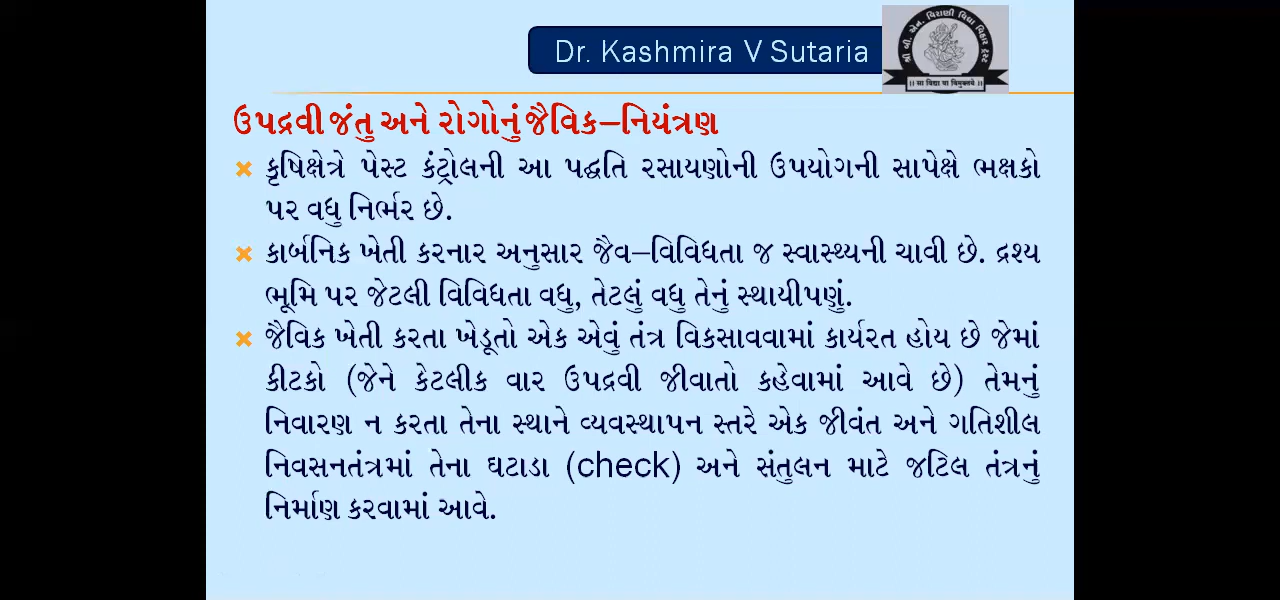 Dr. Kashmira V Sutaria
શ્રી બી. એન. વિરાણી વિદ્યા વિહાર ટ્રસ્ટ
।। સા વિદ્યા યા વિમુક્તયે ।।
ઉપદ્રવી જંતુ અને રોગોનું જૈવિક–નિયંત્રણ
કૃષિક્ષેત્રે પેસ્ટ કંટ્રોલની આ પદ્ધતિ રસાયણોની ઉપયોગની સાપેક્ષે ભક્ષકો
પર વધુ નિર્ભર છે.
કાર્બનિક ખેતી કરનાર અનુસાર જૈવ–વિવિધતા જ સ્વાસ્થ્યની ચાવી છે. દ્રશ્ય
ભૂમિ પર જેટલી વિવિધતા વધુ, તેટલું વધુ તેનું સ્થાયીપણું.
જૈવિક ખેતી કરતા ખેડૂતો એક એવું તંત્ર વિકસાવવામાં કાર્યરત હોય છે જેમાં
કીટકો (જેને કેટલીક વાર ઉપદ્રવી જીવાતો કહેવામાં આવે છે) તેમનું
નિવારણ ન કરતા તેના સ્થાને વ્યવસ્થાપન સ્તરે એક જીવંત અને ગતિશીલ
નિવસનતંત્રમાં તેના ઘટાડા (check) અને સંતુલન માટે જટિલ તંત્રનું
નિર્માણ કરવામાં આવે.